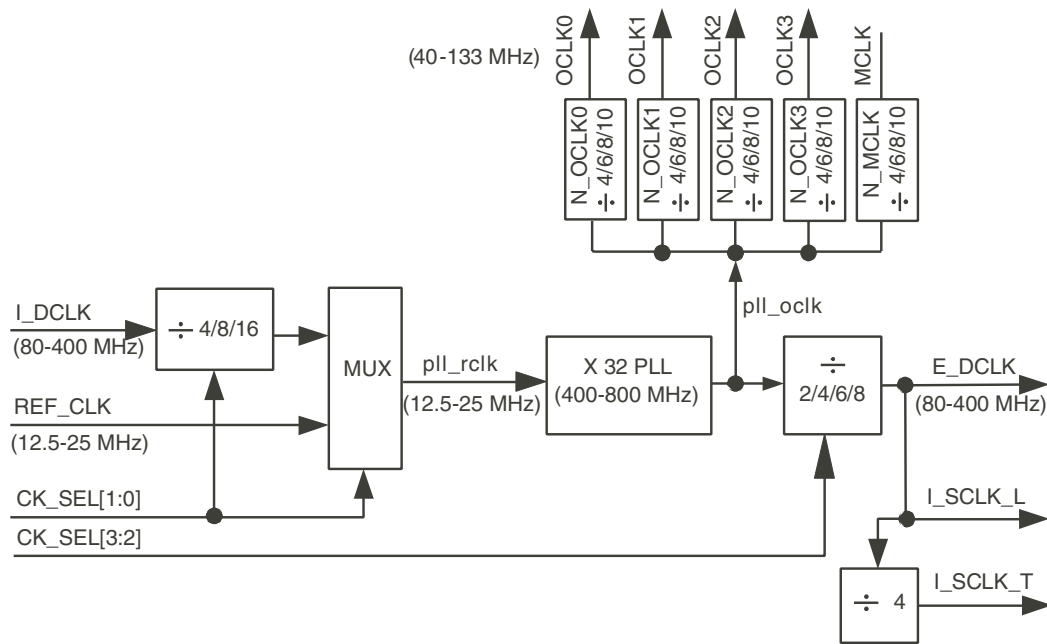 (40-133 MHz)
OCLK0
OCLK1
OCLK2
OCLK3
MCLK
N_OCLK0
÷ 4/6/8/10
N_OCLK1
÷ 4/6/8/10
N_OCLK2
÷ 4/6/8/10
N_OCLK3
÷ 4/6/8/10
N_MCLK
÷ 4/6/8/10
pll_oclk
I_DCLK
(80-400 MHz)
÷ 4/8/16
REF_CLK
(12.5-25 MHz)
MUX
pll_rclk
(12.5-25 MHz)
X 32 PLL
(400-800 MHz)
÷
2/4/6/8
E_DCLK
(80-400 MHz)
CK_SEL[1:0]
CK_SEL[3:2]
I_SCLK_L
÷ 4
I_SCLK_T